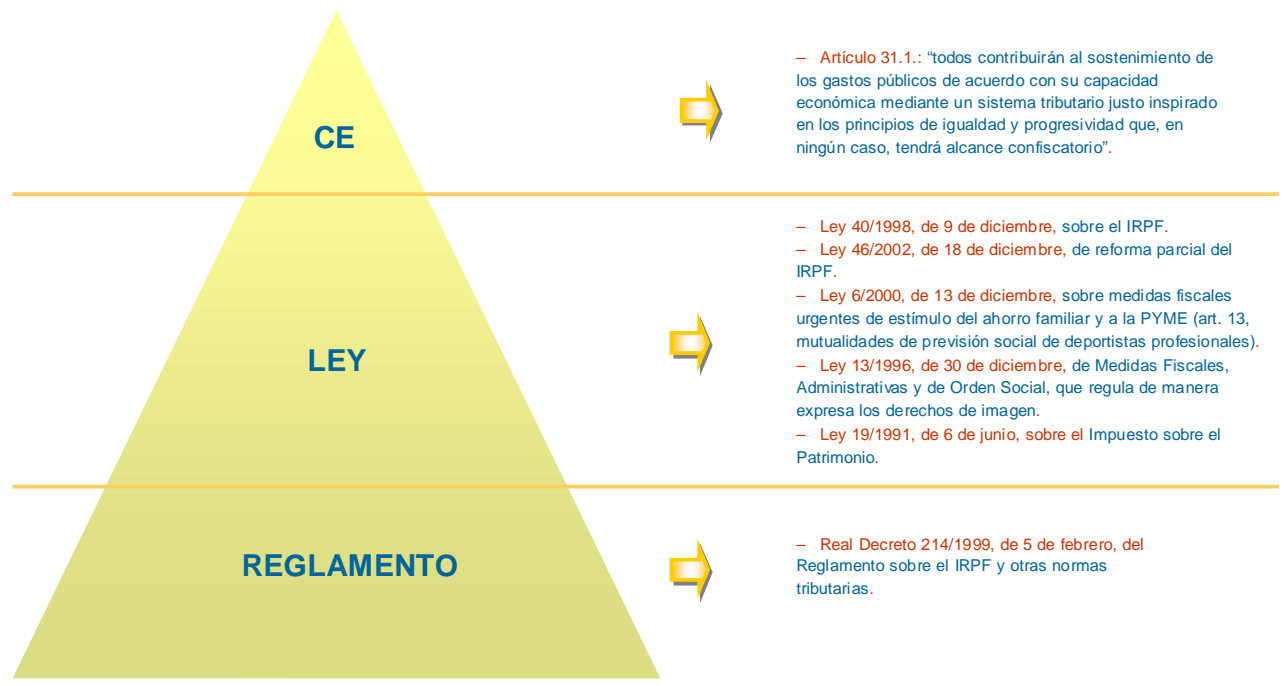 CE
– Artículo 31.1.: “todos contribuirán al sostenimiento de
los gastos públicos de acuerdo con su capacidad
económica mediante un sistema tributario justo inspirado
en los principios de igualdad y progresividad que, en
ningún caso, tendrá alcance confiscatorio”.
LEY
– Ley 40/1998, de 9 de diciembre, sobre el IRPF.
– Ley 46/2002, de 18 de diciembre, de reforma parcial del
IRPF.
– Ley 6/2000, de 13 de diciembre, sobre medidas fiscales
urgentes de estímulo del ahorro familiar y a la PYME (art. 13,
mutualidades de previsión social de deportistas profesionales).
– Ley 13/1996, de 30 de diciembre, de Medidas Fiscales,
Administrativas y de Orden Social, que regula de manera
expresa los derechos de imagen.
– Ley 19/1991, de 6 de junio, sobre el Impuesto sobre el
Patrimonio.
REGLAMENTO
– Real Decreto 214/1999, de 5 de febrero, del
Reglamento sobre el IRPF y otras normas
tributarias.